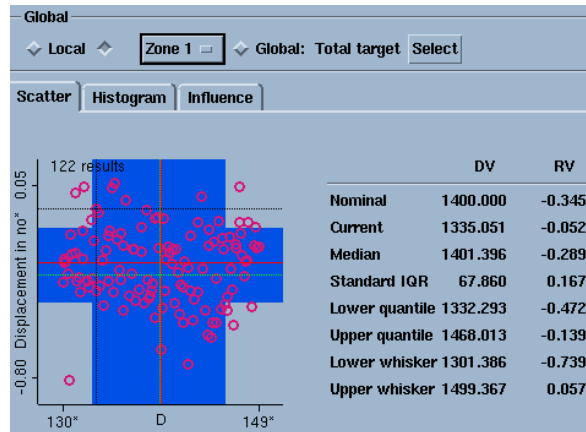 Global
Local Zone 1 Global: Total target Select
Scatter Histogram Influence
122 results
0.05
Displacement in no*
-0.80
130* D 149*
DV RV
Nominal 1400.000 -0.345
Current 1335.051 -0.052
Median 1401.396 -0.289
Standard IQR 67.860 0.167
Lower quantile 1332.293 -0.472
Upper quantile 1468.013 -0.139
Lower whisker 1301.386 -0.739
Upper whisker 1499.367 0.057